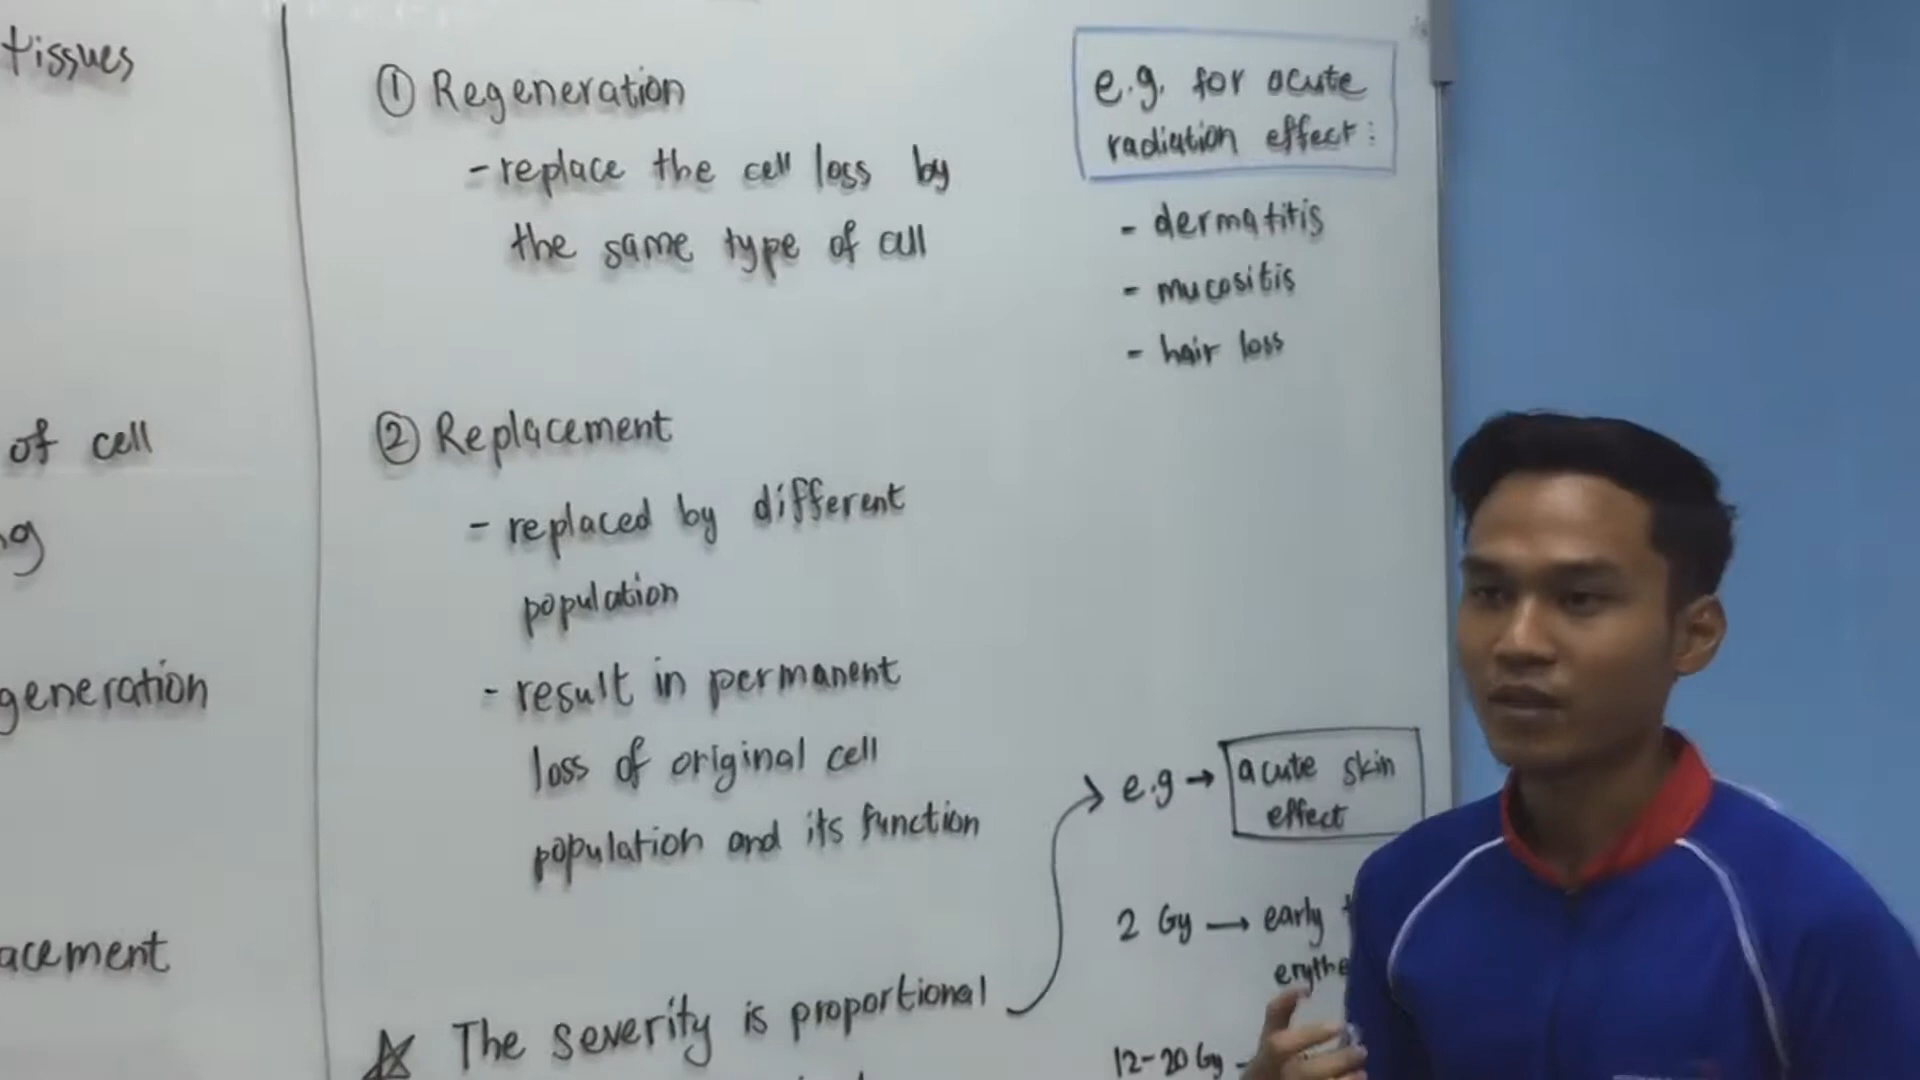 tissues
of cell
generation
acement
① Regeneration
- replace the cell loss by
the same type of cell
② Replacement
- replaced by different
population
- result in permanent
loss of original cell
population and its function
☆ The severity is proportional
e.g. for acute
radiation effect:
- dermatitis
- mucositis
- hair loss
e.g → acute skin
effect
2 Gy → early
erythe
12-20 Gy -